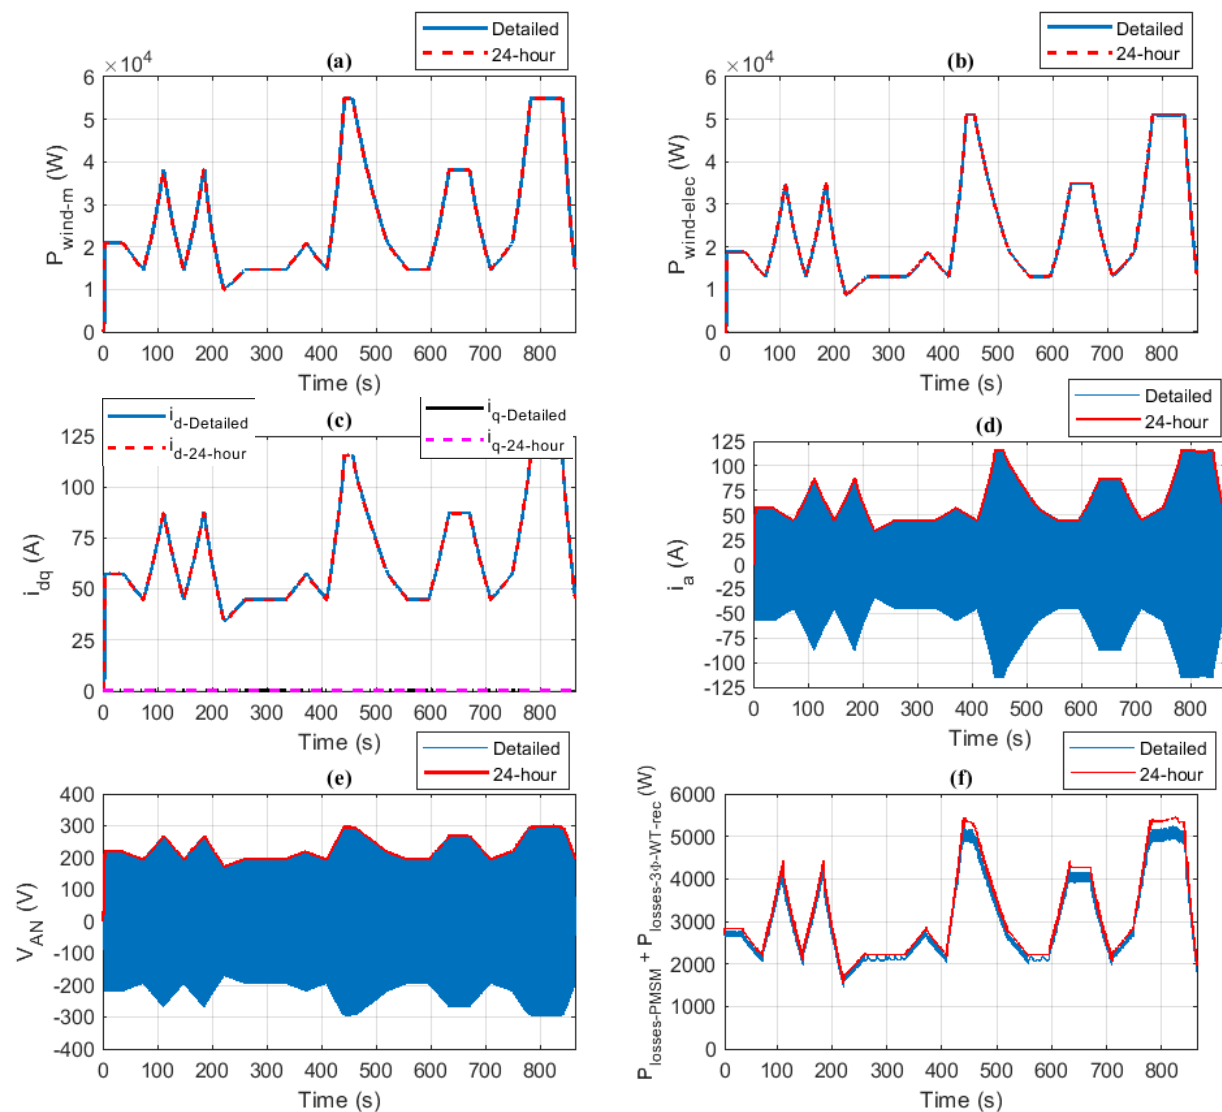 Detailed
24-hour
(a)
6 ×10^4
5
4
3
2
1
0
P_wind-m (W)
0 100 200 300 400 500 600 700 800
Time (s)
Detailed
24-hour
(b)
6 ×10^4
5
4
3
2
1
0
P_wind-elec (W)
0 100 200 300 400 500 600 700 800
Time (s)
i_d-Detailed
i_d-24-hour
(c)
i_q-Detailed
i_q-24-hour
125
100
75
50
25
0
i_dq (A)
0 100 200 300 400 500 600 700 800
Time (s)
Detailed
24-hour
(d)
125
100
75
50
25
0
-25
-50
-75
-100
-125
i_a (A)
0 100 200 300 400 500 600 700 800
Time (s)
Detailed
24-hour
(e)
400
300
200
100
0
-100
-200
-300
-400
V_AN (V)
0 100 200 300 400 500 600 700 800
Time (s)
Detailed
24-hour
(f)
6000
5000
4000
3000
2000
1000
0
P_losses-PMSM + P_losses-3Φ-WT-rec (W)
0 100 200 300 400 500 600 700 800
Time (s)